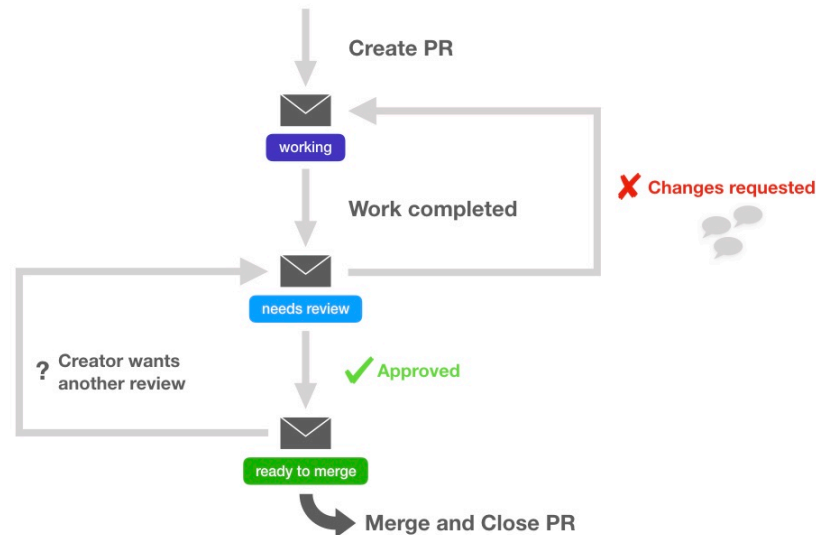 Create PR
working
✘ Changes requested
Work completed
needs review
? Creator wants
another review
✓ Approved
ready to merge
Merge and Close PR